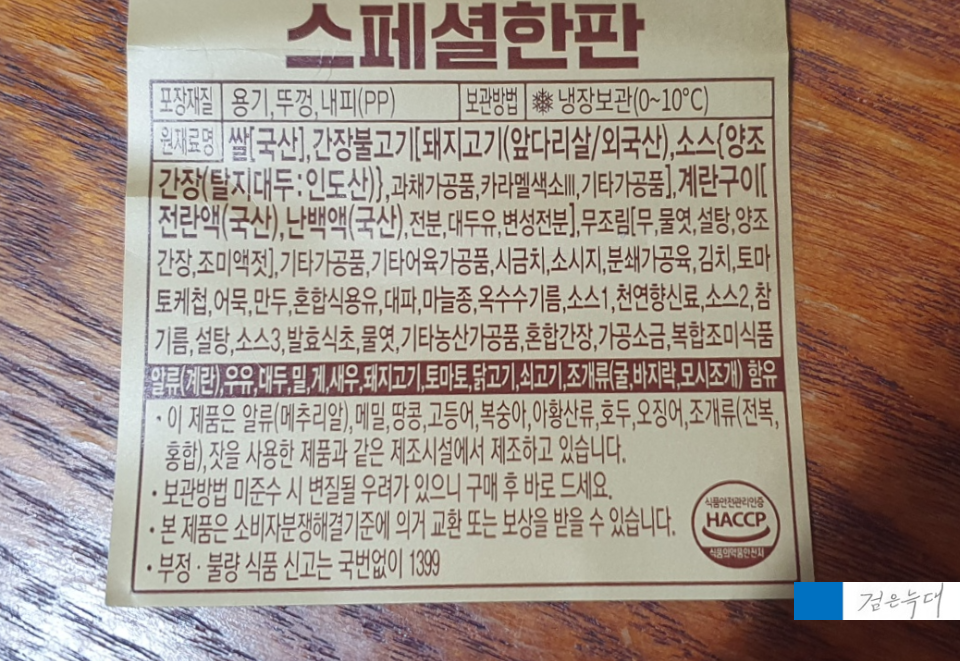 스페셜한판
포장재질 용기,뚜껑,내피(PP) 보관방법 냉장보관(0~10℃)
원재료명 쌀[국산],간장불고기[돼지고기(앞다리살/외국산),소스{양조
간장(탈지대두:인도산)},과채가공품,카라멜색소III,기타가공품],계란구이[
전란액(국산),난백액(국산),전분,대두유,변성전분],무조림[무,물엿,설탕,양조
간장,조미액젓],기타가공품,기타어육가공품,시금치,소시지,분쇄가공육,김치,토마
토케첩,어묵,만두,혼합식용유,대파,마늘종,옥수수기름,소스1,천연향신료,소스2,참
기름,설탕,소스3,발효식초,물엿,기타농산가공품,혼합간장,가공소금,복합조미식품
알류(계란),우유,대두,밀,게,새우,돼지고기,토마토,닭고기,쇠고기,조개류(굴,바지락,모시조개) 함유
· 이 제품은 알류(메추리알),메밀,땅콩,고등어,복숭아,아황산류,호두,오징어,조개류(전복,
홍합),잣을 사용한 제품과 같은 제조시설에서 제조하고 있습니다.
· 보관방법 미준수 시 변질될 우려가 있으니 구매 후 바로 드세요.
· 본 제품은 소비자분쟁해결기준에 의거 교환 또는 보상을 받을 수 있습니다.
· 부정·불량 식품 신고는 국번없이 1399
식품안전관리인증
HACCP
식품의약품안전처
검은늑대